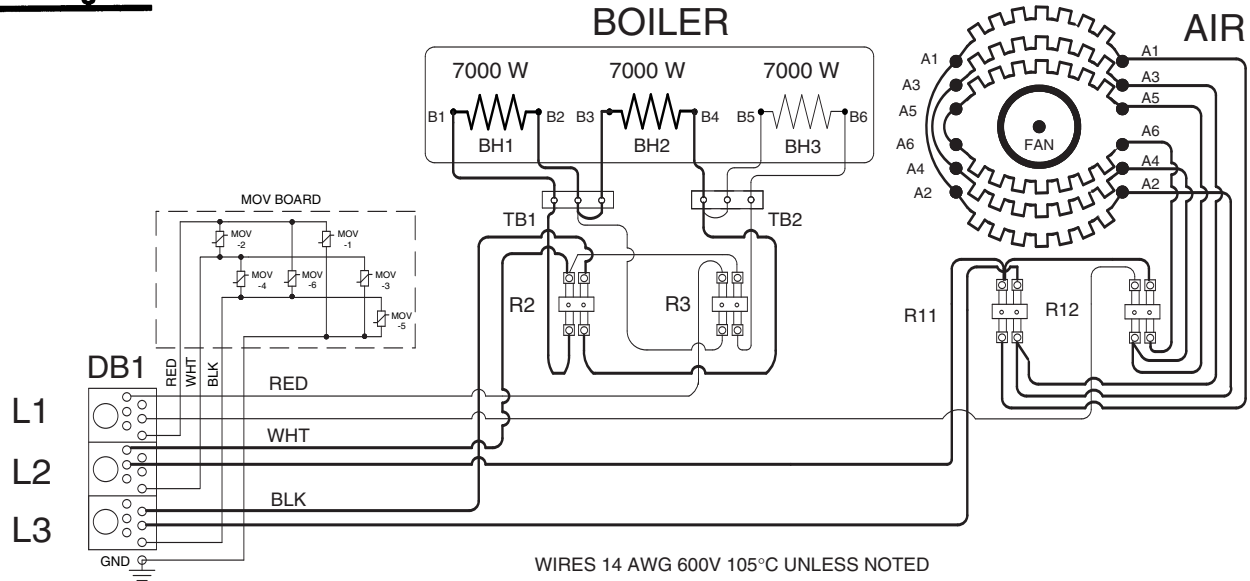 BOILER
AIR
7000 W 7000 W 7000 W
B1 B2 B3 B4 B5 B6
BH1 BH2 BH3
A1 A1
A3 A3
A5 A5
FAN
A6 A6
A4 A4
A2 A2
TB1 TB2
MOV BOARD
MOV -2
MOV -1
MOV -4
MOV -6
MOV -3
MOV -5
R2 R3
R11 R12
DB1
RED WHT BLK
RED
L1
WHT
L2
BLK
L3
GND
WIRES 14 AWG 600V 105°C UNLESS NOTED